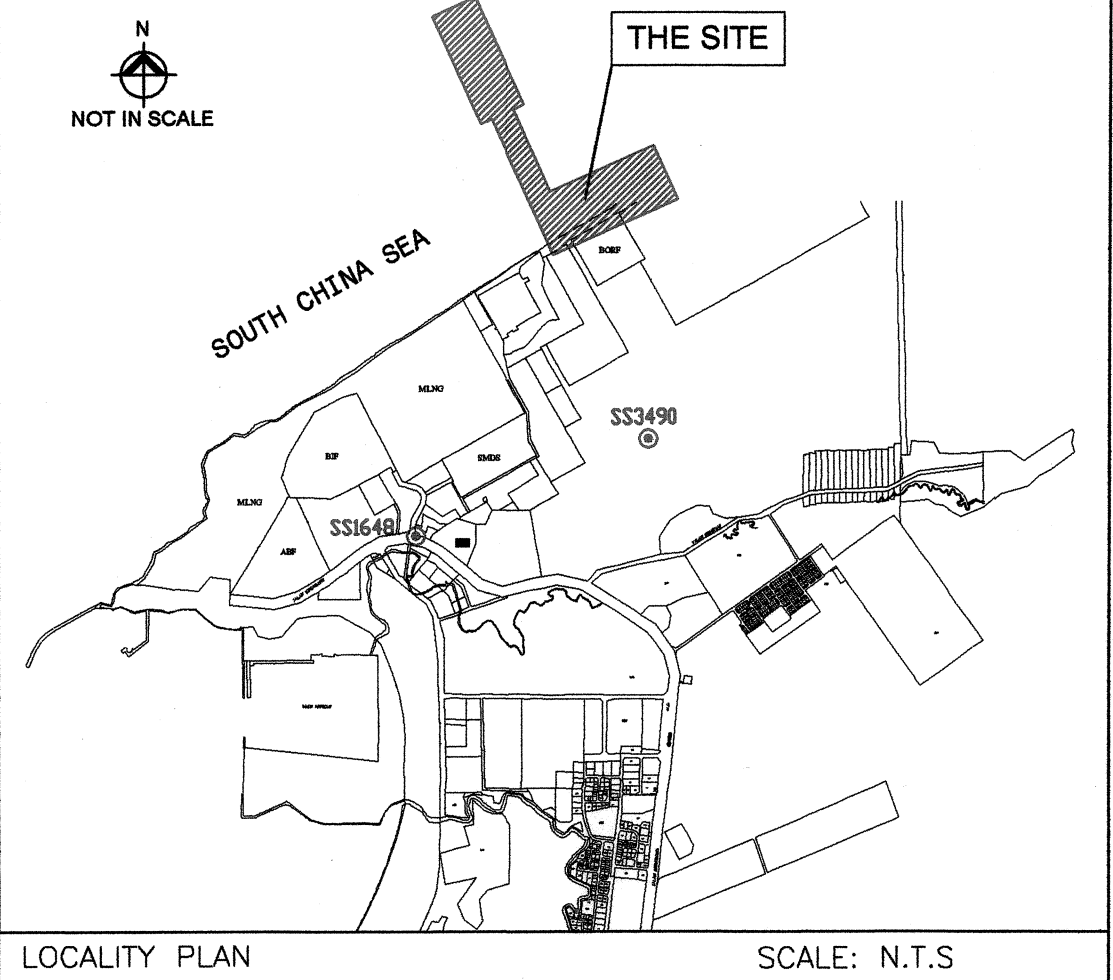 N
THE SITE
NOT IN SCALE
SOUTH CHINA SEA
BORF
MLNG
SS3490
BIF
SMDS
MLNG
SS1648
ABF
LOCALITY PLAN
SCALE: N.T.S